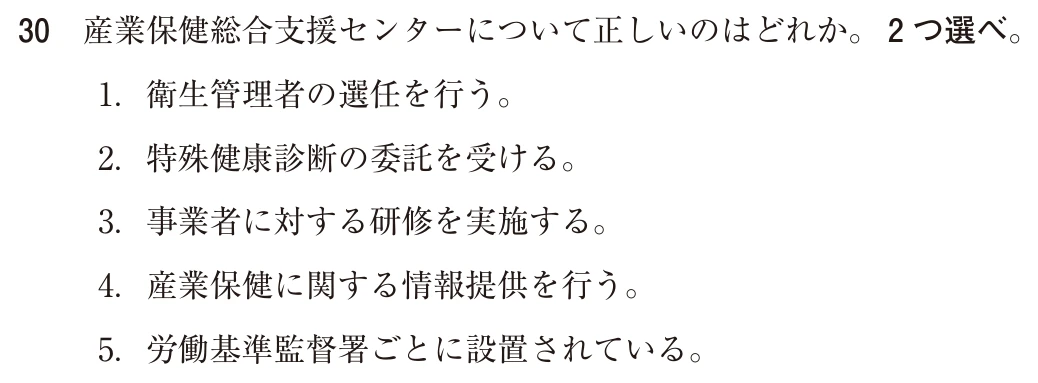 30 産業保健総合支援センターについて正しいのはどれか。2つ選べ。
1. 衛生管理者の選任を行う。
2. 特殊健康診断の委託を受ける。
3. 事業者に対する研修を実施する。
4. 産業保健に関する情報提供を行う。
5. 労働基準監督署ごとに設置されている。